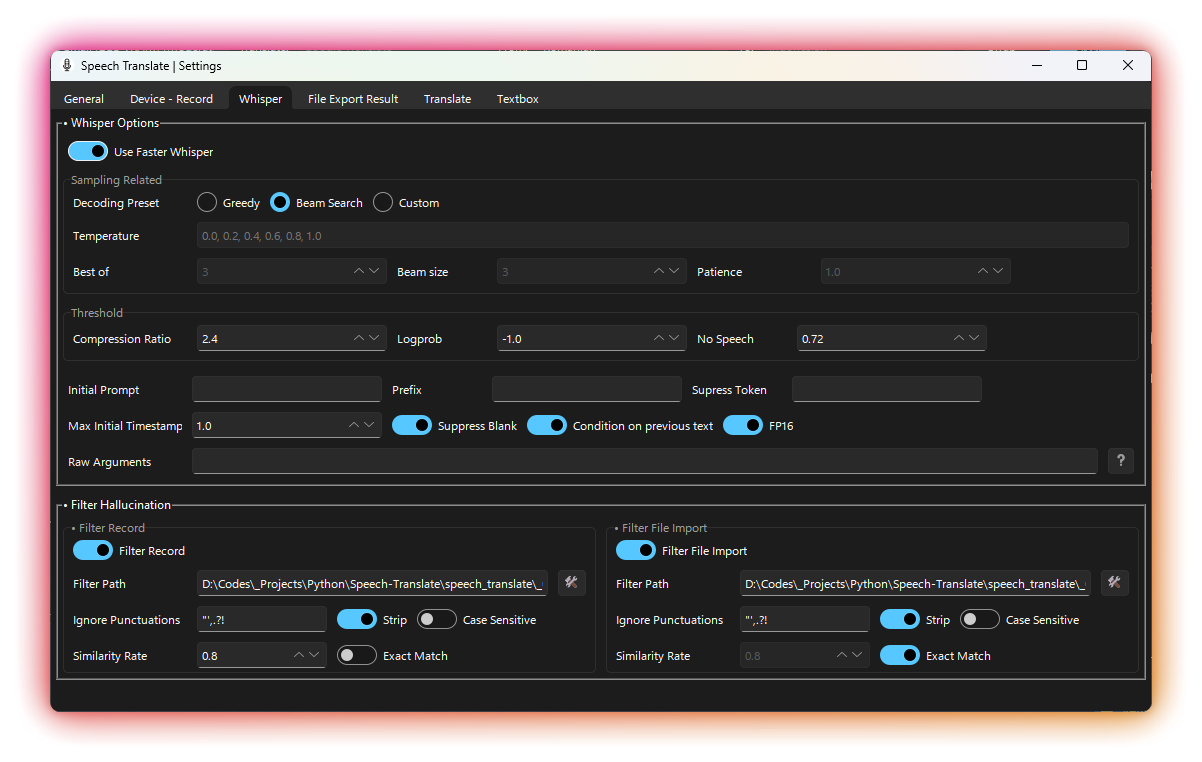 Speech Translate | Settings
General Device - Record Whisper File Export Result Translate Textbox
• Whisper Options
Use Faster Whisper
Sampling Related
Decoding Preset Greedy Beam Search Custom
Temperature 0.0, 0.2, 0.4, 0.6, 0.8, 1.0
Best of 3 Beam size 3 Patience 1.0
Threshold
Compression Ratio 2.4 Logprob -1.0 No Speech 0.72
Initial Prompt Prefix Supress Token
Max Initial Timestamp 1.0 Suppress Blank Condition on previous text FP16
Raw Arguments ?
• Filter Hallucination
• Filter Record
Filter Record
Filter Path D:\Codes\_Projects\Python\Speech-Translate\speech_translate\_
Ignore Punctuations "',.?! Strip Case Sensitive
Similarity Rate 0.8 Exact Match
• Filter File Import
Filter File Import
Filter Path D:\Codes\_Projects\Python\Speech-Translate\speech_translate\_
Ignore Punctuations "',.?! Strip Case Sensitive
Similarity Rate 0.8 Exact Match